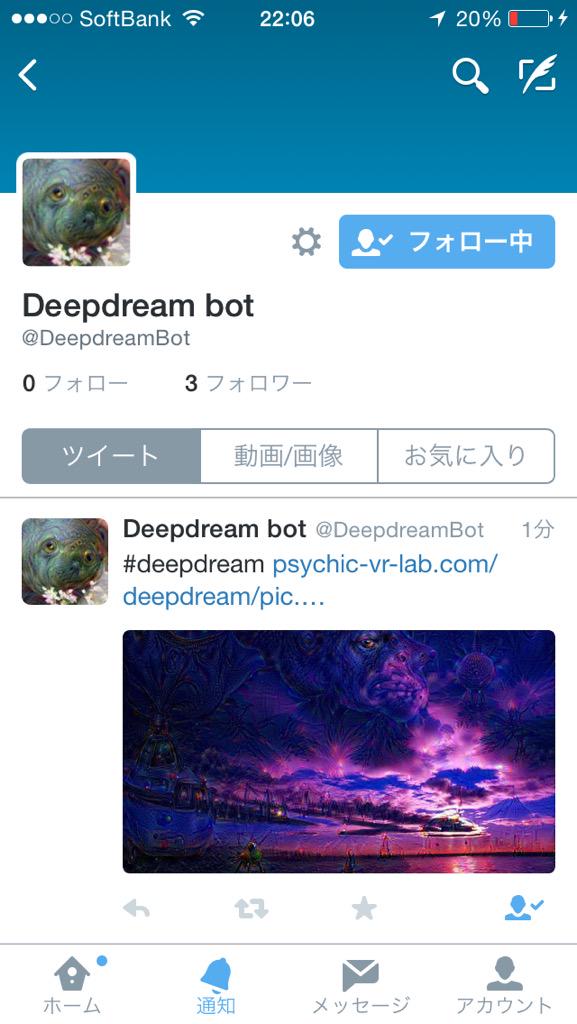 SoftBank 22:06 20%
フォロー中
Deepdream bot
@DeepdreamBot
0 フォロー 3 フォロワー
ツイート 動画/画像 お気に入り
Deepdream bot @DeepdreamBot 1分
#deepdream psychic-vr-lab.com/
deepdream/pic.…
ホーム 通知 メッセージ アカウント